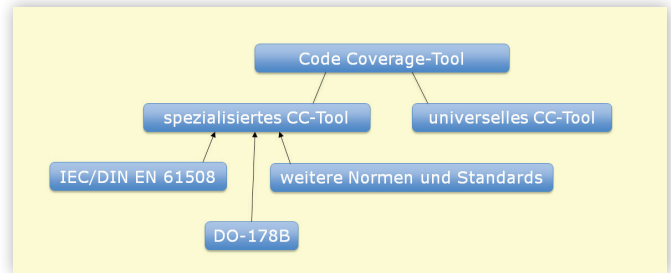 Code Coverage-Tool
spezialisiertes CC-Tool
universelles CC-Tool
IEC/DIN EN 61508
weitere Normen und Standards
DO-178B